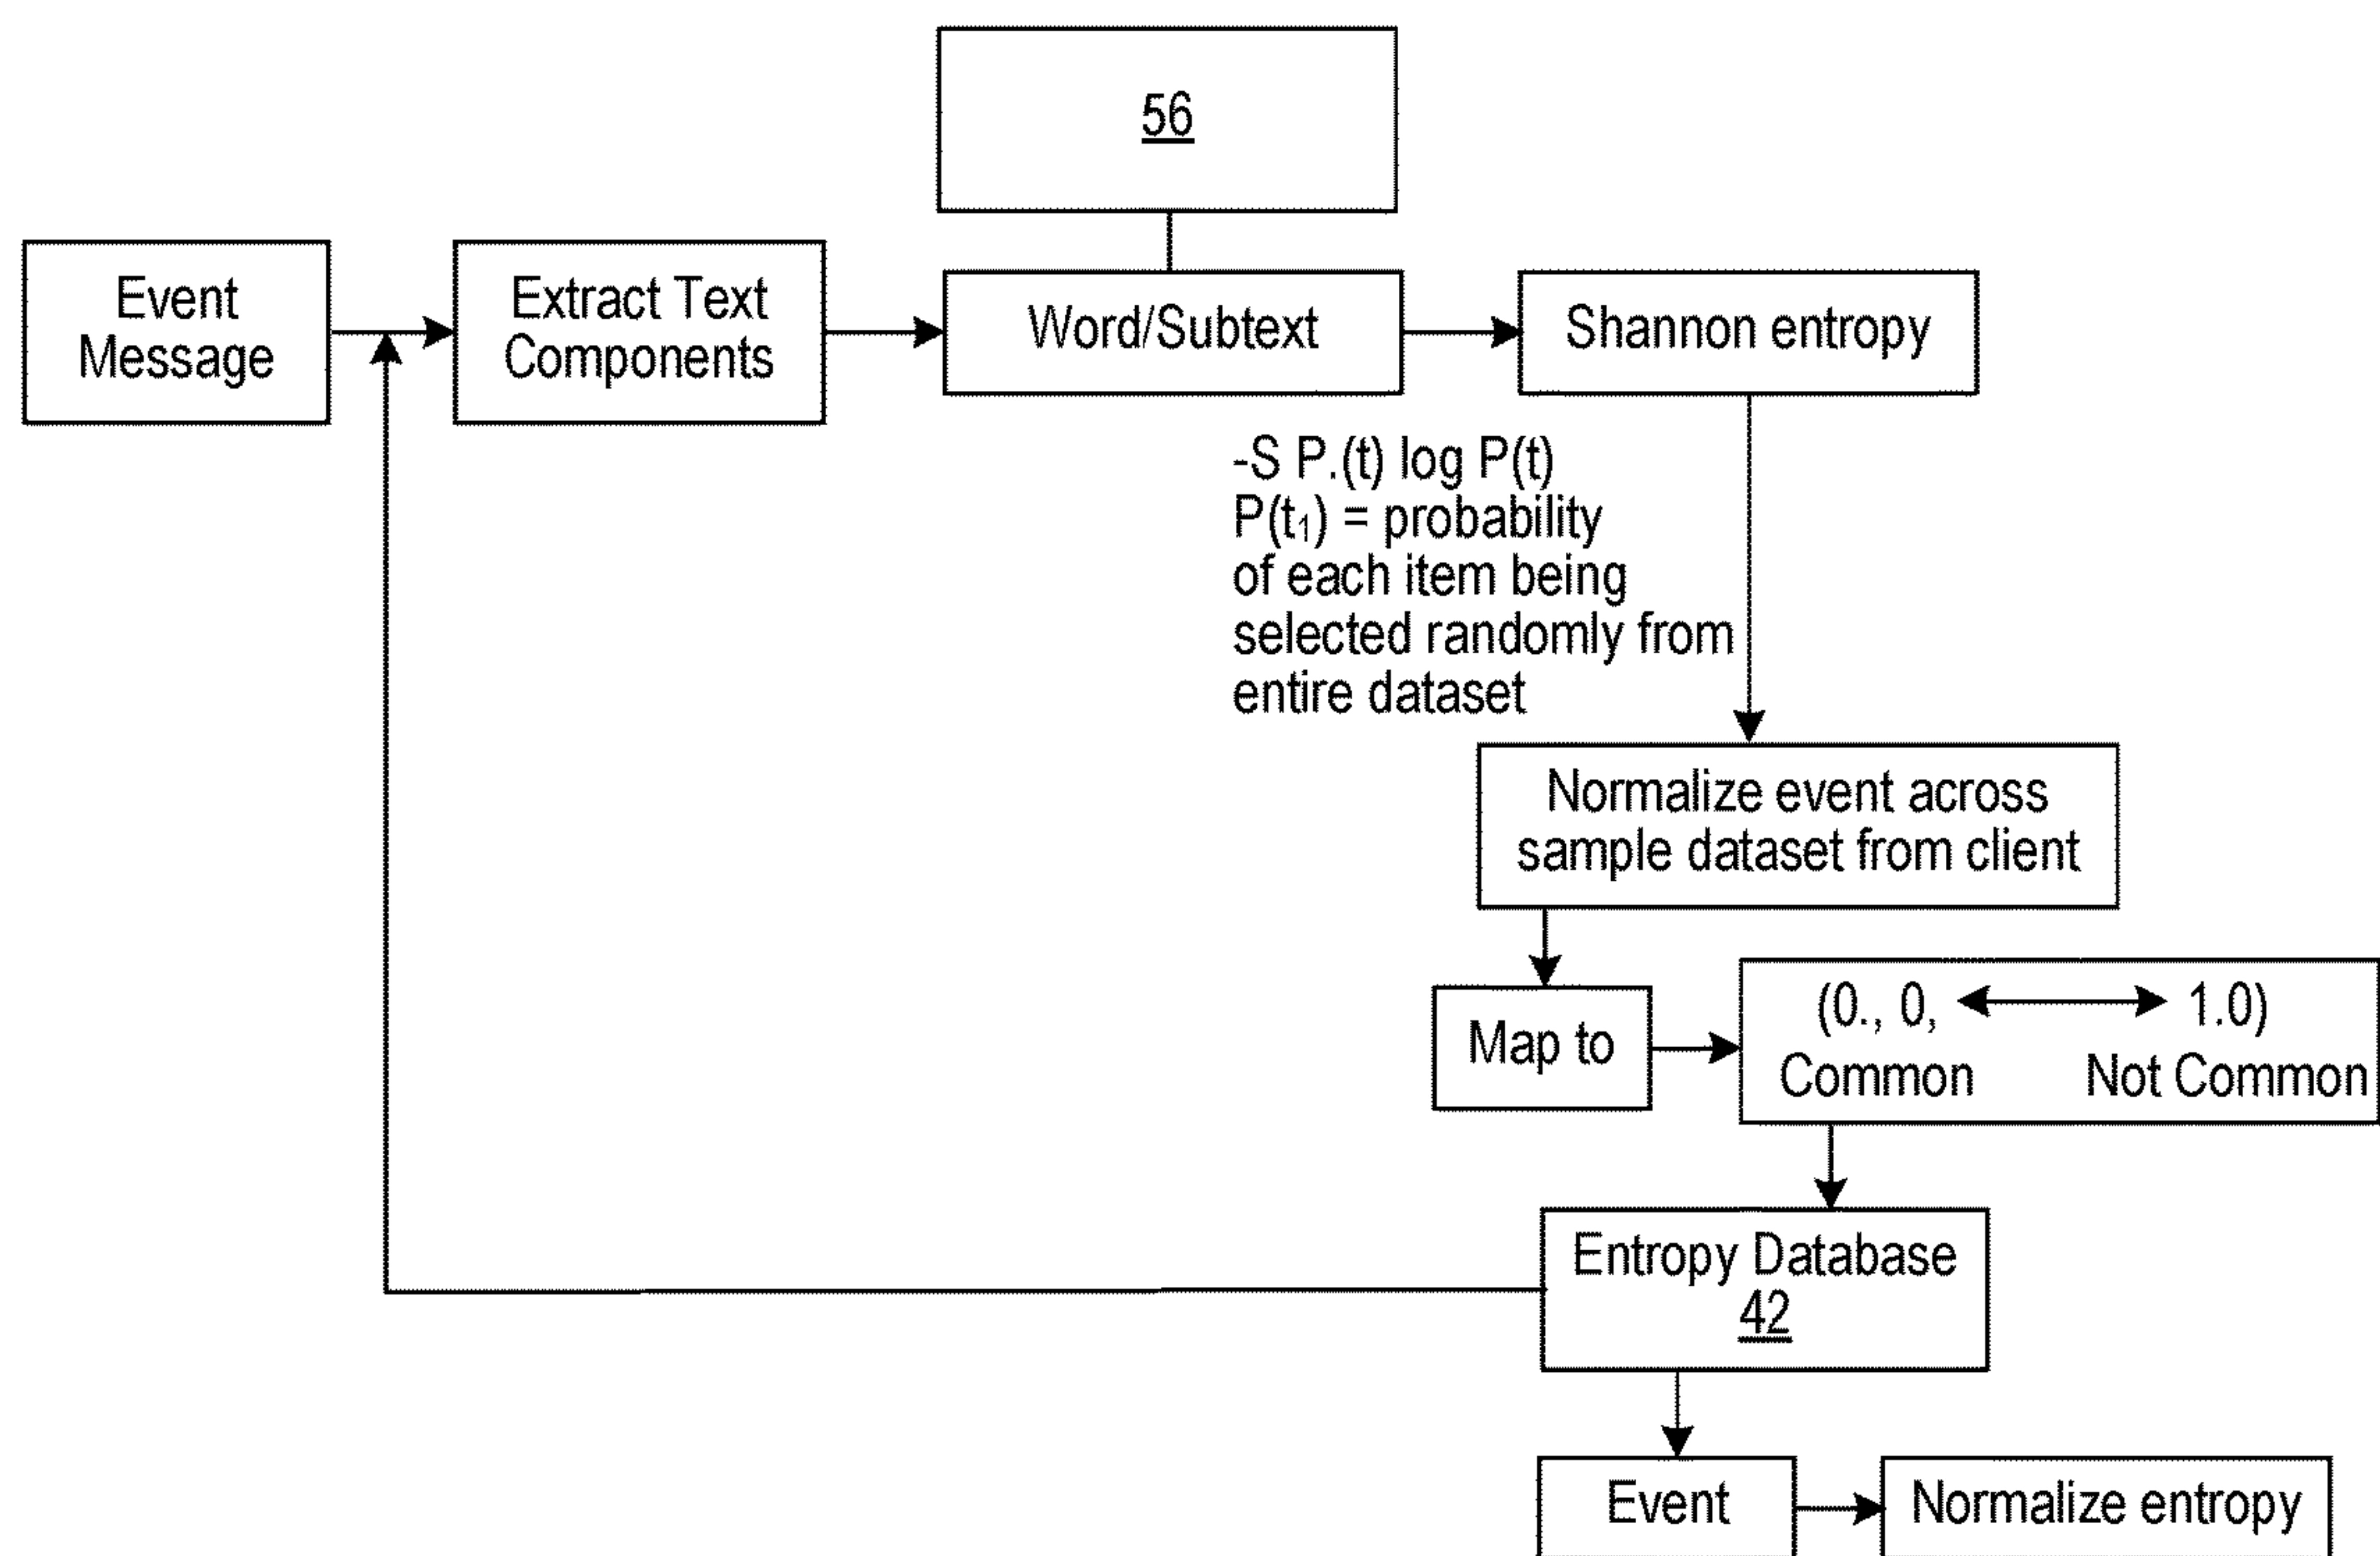 56
Event
Message
Extract Text
Components
Word/Subtext
Shannon entropy
-S P.(t) log P(t)
P(t₁) = probability
of each item being
selected randomly from
entire dataset
Normalize event across
sample dataset from client
Map to
(0., 0, 1.0)
Common Not Common
Entropy Database
42
Event
Normalize entropy